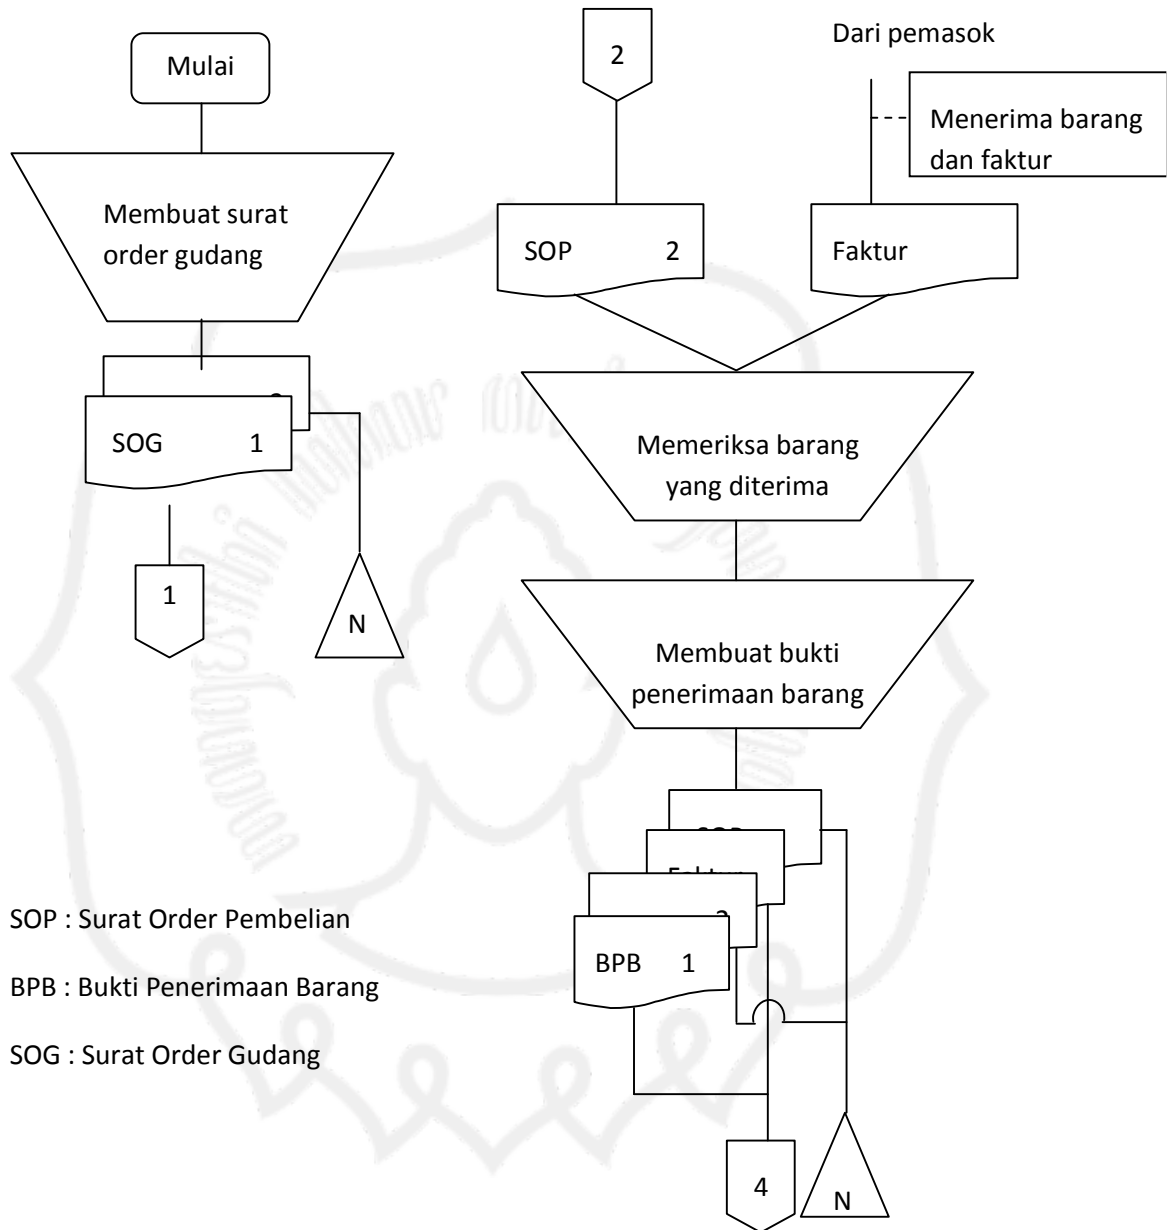 Mulai
Membuat surat
order gudang
SOG 1
1
N
2
Dari pemasok
Menerima barang
dan faktur
SOP 2
Faktur
Memeriksa barang
yang diterima
Membuat bukti
penerimaan barang
BPB 1
4
N
SOP : Surat Order Pembelian
BPB : Bukti Penerimaan Barang
SOG : Surat Order Gudang